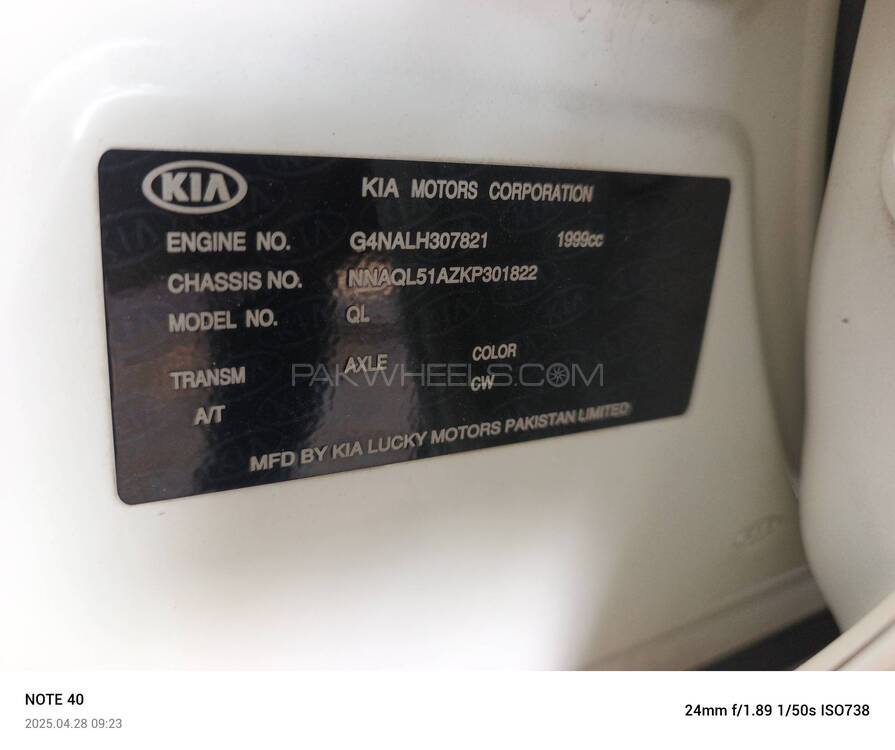 KIA KIA MOTORS CORPORATION
ENGINE NO. G4NALH307821 1999cc
CHASSIS NO. NNAQL51AZKP301822
MODEL NO. QL
TRANSM AXLE COLOR
A/T CW
PAKWHEELS.COM
MFD BY KIA LUCKY MOTORS PAKISTAN LIMITED
NOTE 40
2025.04.28 09:23
24mm f/1.89 1/50s ISO738